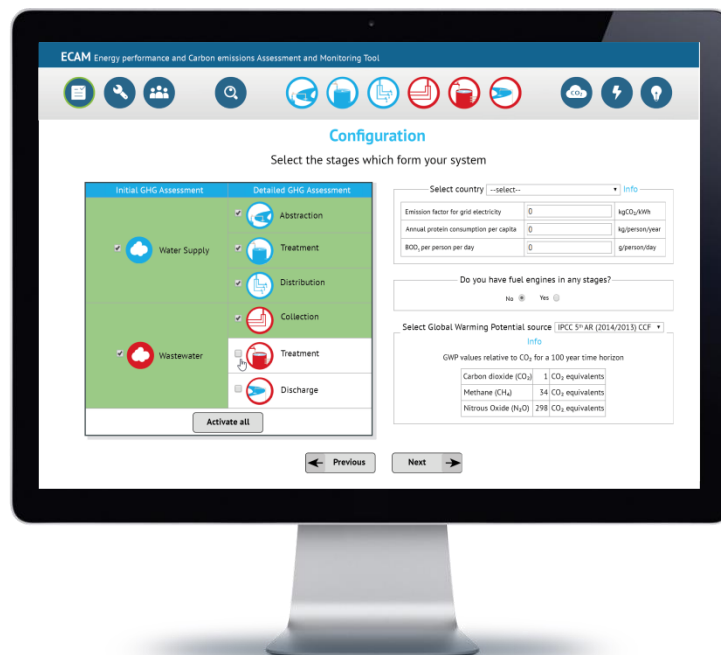 ECAM Energy performance and Carbon emissions Assessment and Monitoring Tool
CO₂
Configuration
Select the stages which form your system
Initial GHG Assessment
Detailed GHG Assessment
Water Supply
Abstraction
Treatment
Distribution
Wastewater
Collection
Treatment
Discharge
Activate all
Select country --select-- Info
Emission factor for grid electricity 0 kgCO₂/kWh
Annual protein consumption per capita 0 kg/person/year
BOD₅ per person per day 0 g/person/day
Do you have fuel engines in any stages?
No Yes
Select Global Warming Potential source IPCC 5th AR (2014/2013) CCF
Info
GWP values relative to CO₂ for a 100 year time horizon
Carbon dioxide (CO₂) 1 CO₂ equivalents
Methane (CH₄) 34 CO₂ equivalents
Nitrous Oxide (N₂O) 298 CO₂ equivalents
Previous
Next